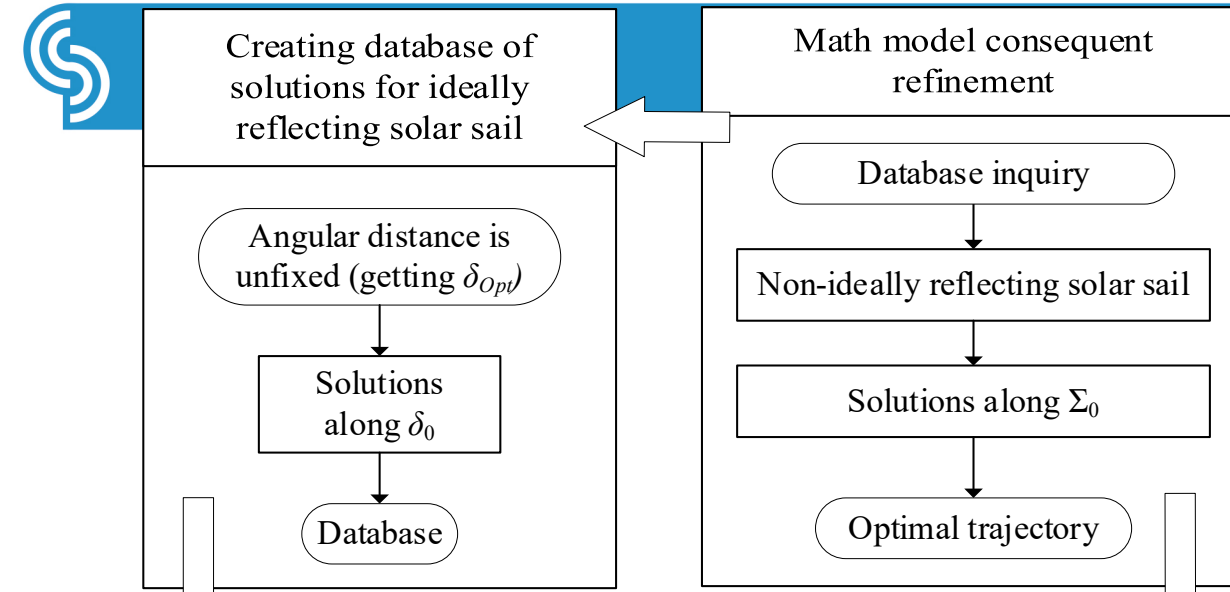 Creating database of
solutions for ideally
reflecting solar sail
Angular distance is
unfixed (getting δOpt)
Solutions
along δ0
Database
Math model consequent
refinement
Database inquiry
Non-ideally reflecting solar sail
Solutions along Σ0
Optimal trajectory